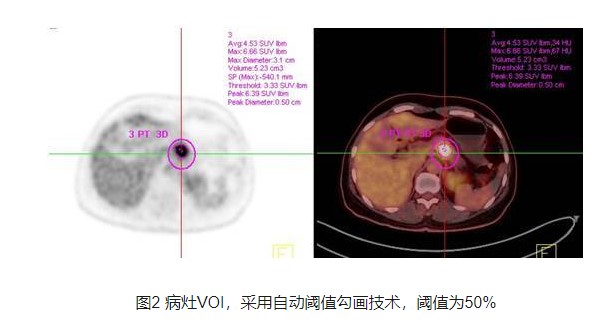 3
Avg:4.53 SUV lbm
Max:6.66 SUV lbm
Max Diameter:3.1 cm
Volume:5.23 cm3
SP (Max):-540.1 mm
Threshold: 3.33 SUV lbm
Peak 6.39 SUV lbm
Peak Diameter:0.50 cm
3 PT 3D
F
3
Avg:4.53 SUV lbm,34 HU
Max:6.66 SUV lbm,67 HU
Volume:5.23 cm3
Threshold: 3.33 SUV lbm
Peak 6.39 SUV lbm
Peak Diameter:0.50 cm
3 PT 3D
F
图2 病灶VOI，采用自动阈值勾画技术，阈值为50%